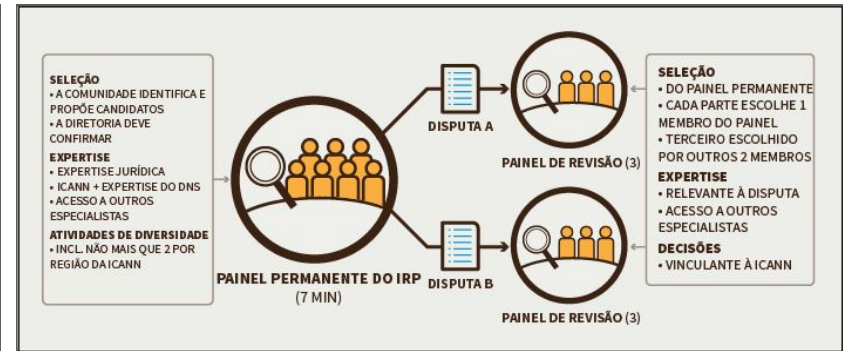 SELEÇÃO
• A COMUNIDADE IDENTIFICA E
PROPÕE CANDIDATOS
• A DIRETORIA DEVE
CONFIRMAR
EXPERTISE
• EXPERTISE JURÍDICA
• ICANN + EXPERTISE DO DNS
• ACESSO A OUTROS
ESPECIALISTAS
ATIVIDADES DE DIVERSIDADE
• INCL. NÃO MAIS QUE 2 POR
REGIÃO DA ICANN
PAINEL PERMANENTE DO IRP
(7 MIN)
DISPUTA A
PAINEL DE REVISÃO (3)
DISPUTA B
PAINEL DE REVISÃO (3)
SELEÇÃO
• DO PAINEL PERMANENTE
• CADA PARTE ESCOLHE 1
MEMBRO DO PAINEL
• TERCEIRO ESCOLHIDO
POR OUTROS 2 MEMBROS
EXPERTISE
• RELEVANTE À DISPUTA
• ACESSO A OUTROS
ESPECIALISTAS
DECISÕES
• VINCULANTE À ICANN